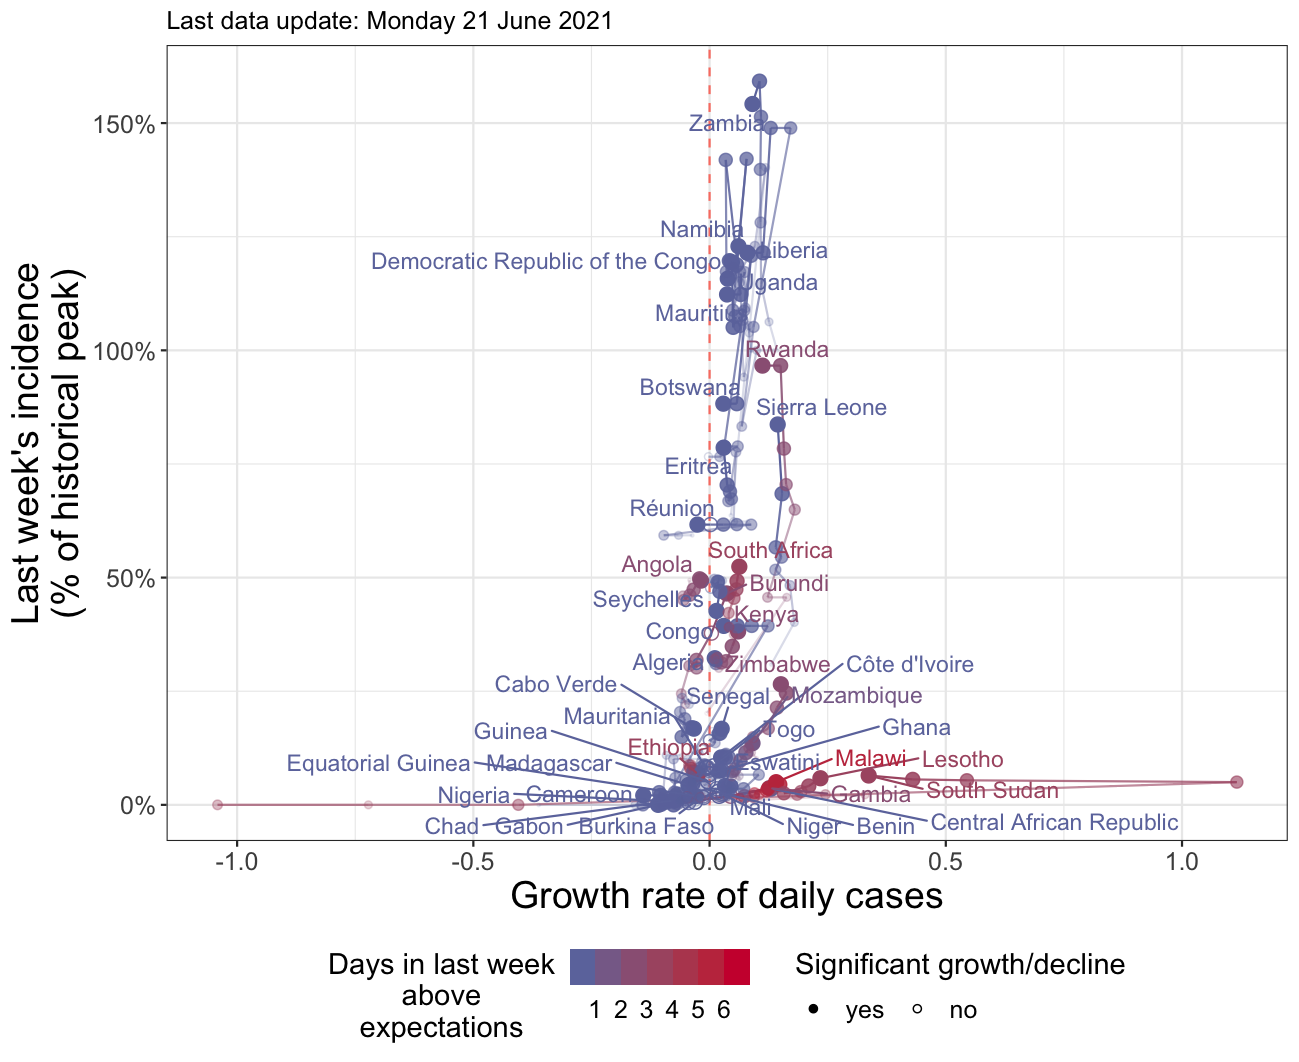 Last data update: Monday 21 June 2021
Last week's incidence
(% of historical peak)
150%
100%
50%
0%
Zambia
Namibia
Liberia
Democratic Republic of the Congo
Uganda
Mauritius
Rwanda
Botswana
Sierra Leone
Eritrea
Réunion
South Africa
Angola
Burundi
Seychelles
Kenya
Congo
Algeria
Zimbabwe
Côte d'Ivoire
Cabo Verde
Senegal
Mozambique
Mauritania
Guinea
Togo
Ghana
Ethiopia
Equatorial Guinea
Madagascar
Eswatini
Malawi
Lesotho
South Sudan
Nigeria
Cameroon
Gambia
Mali
Chad
Gabon
Burkina Faso
Niger
Benin
Central African Republic
-1.0 -0.5 0.0 0.5 1.0
Growth rate of daily cases
Days in last week
above
expectations
1 2 3 4 5 6
Significant growth/decline
yes no